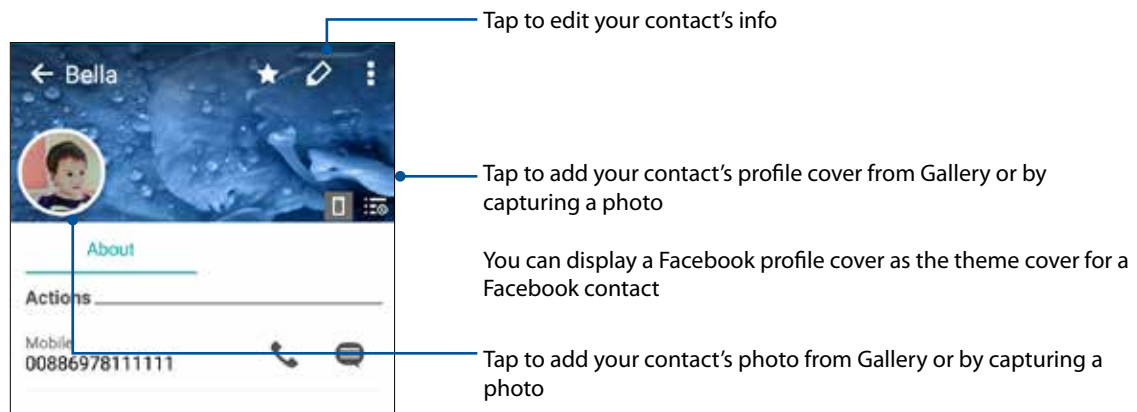 Tap to edit your contact's info
← Bella
Tap to add your contact's profile cover from Gallery or by
capturing a photo
You can display a Facebook profile cover as the theme cover for a
Facebook contact
About
Actions
Mobile
00886978111111
Tap to add your contact's photo from Gallery or by capturing a
photo